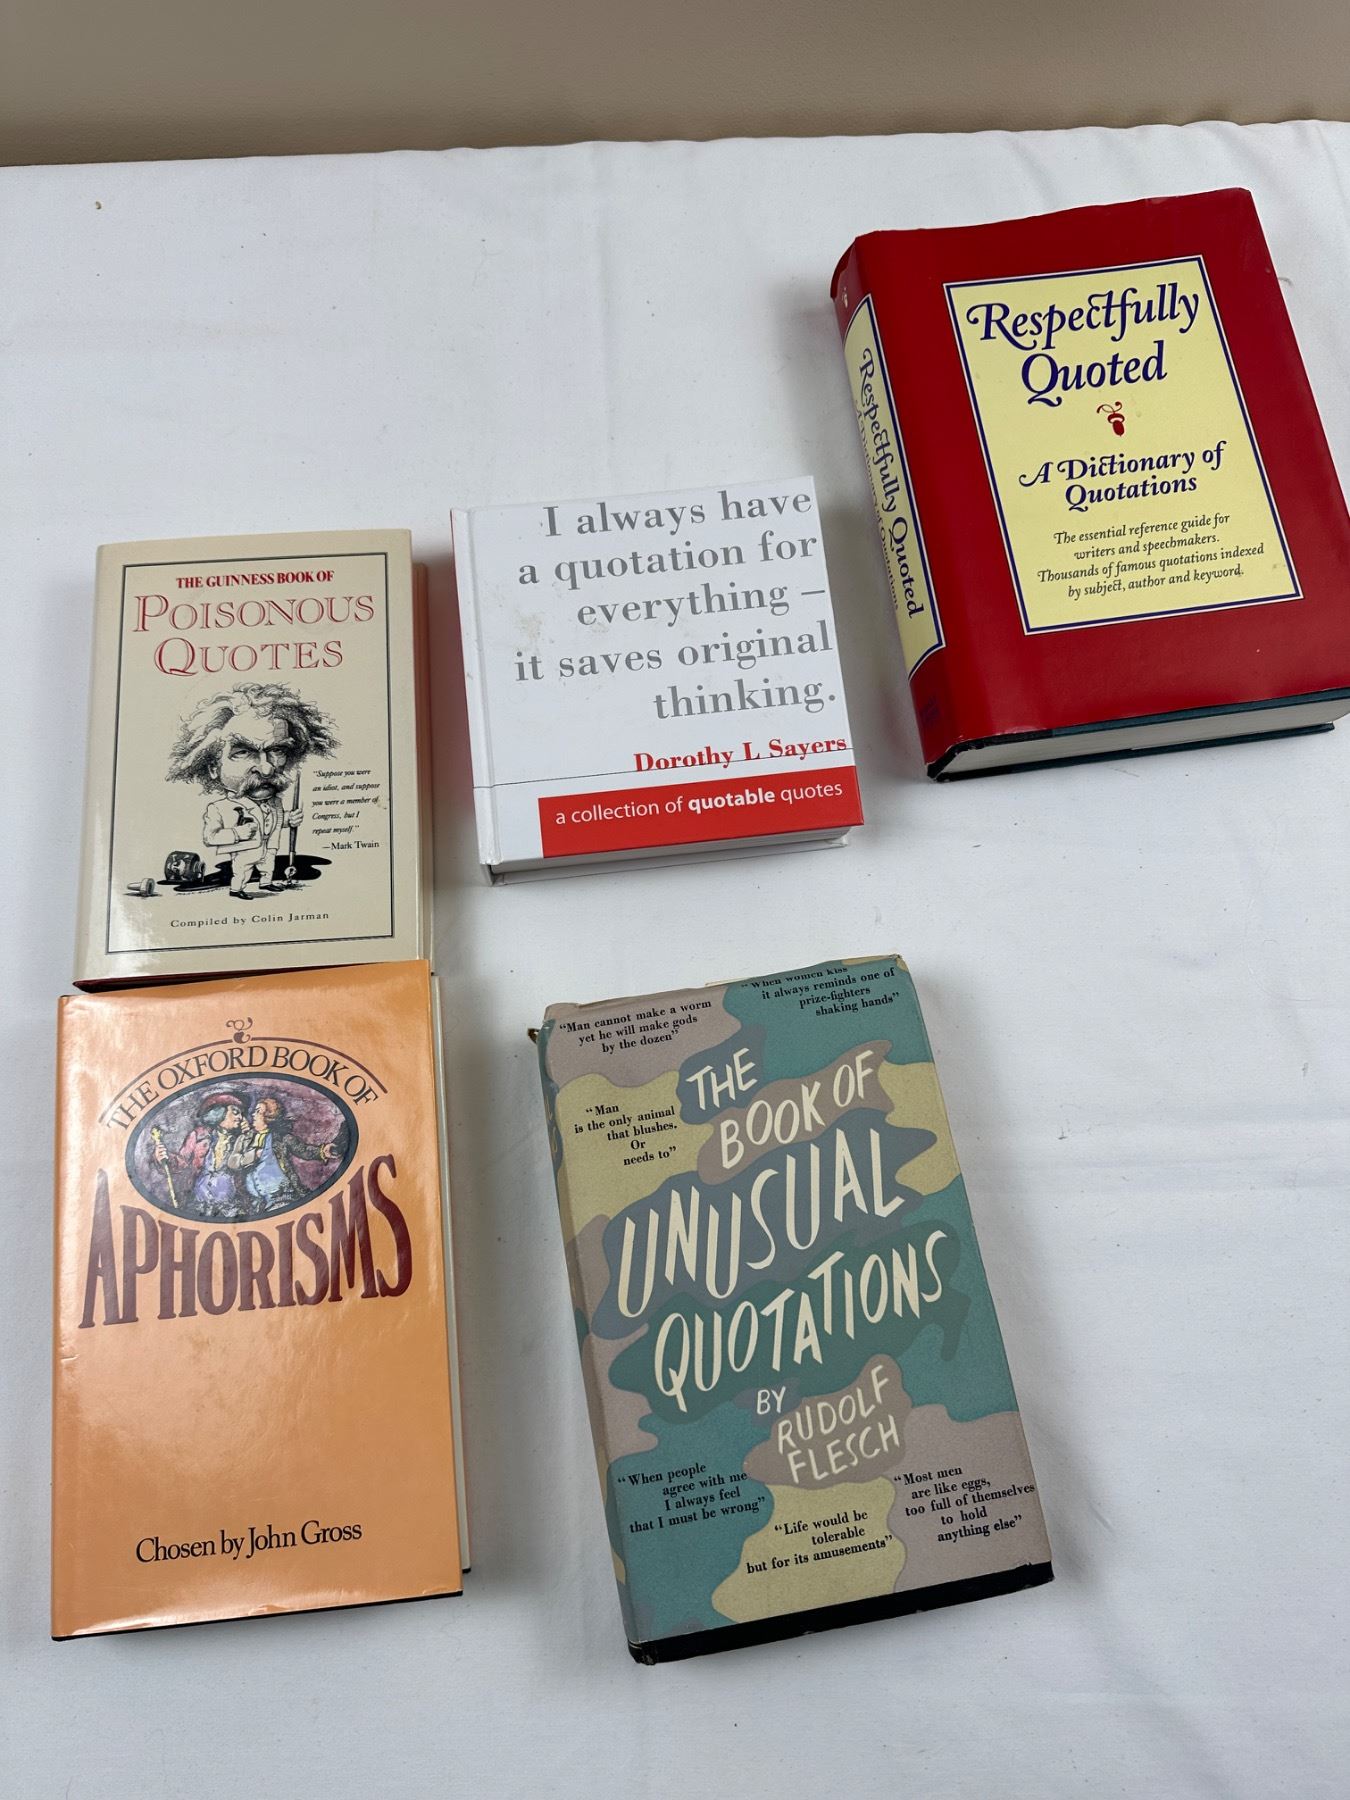 THE GUINNESS BOOK OF
POISONOUS
QUOTES
“Suppose you were
an idiot, and suppose
you were a member of
Congress, but I
repeat myself.”
—Mark Twain
Compiled by Colin Jarman
I always have
a quotation for
everything –
it saves original
thinking.
Dorothy L Sayers
a collection of quotable quotes
Respectfully Quoted
A Dictionary of Quotations
Respectfully
Quoted
A Dictionary of
Quotations
The essential reference guide for
writers and speechmakers.
Thousands of famous quotations indexed
by subject, author and keyword.
THE OXFORD BOOK OF
APHORISMS
Chosen by John Gross
“Man cannot make a worm
yet he will make gods
by the dozen”
“When women kiss
it always reminds one of
prize-fighters
shaking hands”
“Man
is the only animal
that blushes.
Or
needs to”
THE
BOOK OF
UNUSUAL
QUOTATIONS
BY
RUDOLF
FLESCH
“When people
agree with me
I always feel
that I must be wrong”
“Life would be
tolerable
but for its amusements”
“Most men
are like eggs,
too full of themselves
to hold
anything else”